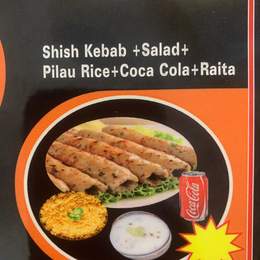 Shish Kebab +Salad+
Pilau Rice+Coca Cola+Raita
Coca-Cola